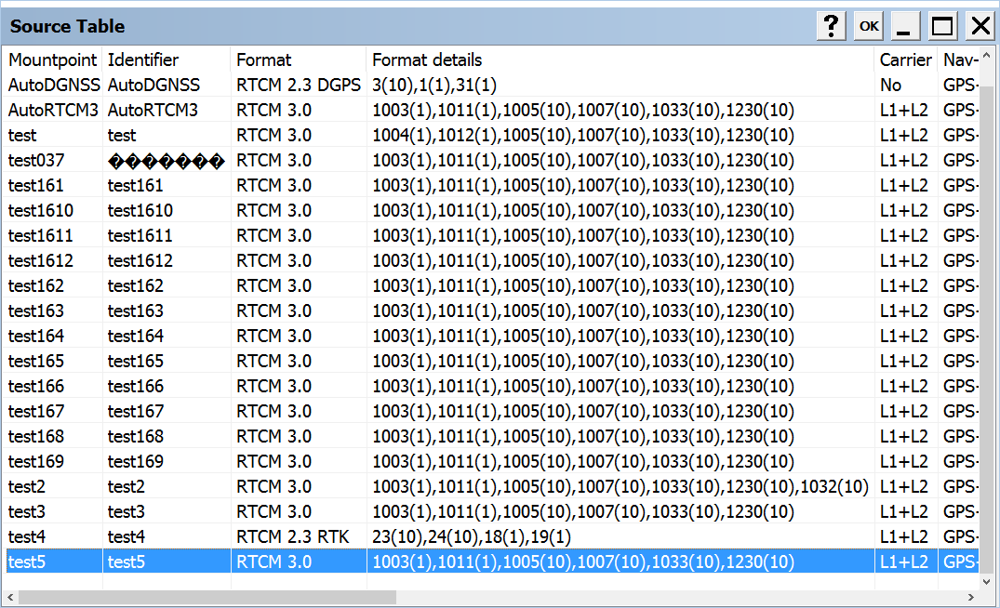 Source Table ? OK
Mountpoint Identifier Format Format details Carrier Nav-
AutoDGNSS AutoDGNSS RTCM 2.3 DGPS 3(10),1(1),31(1) No GPS-
AutoRTCM3 AutoRTCM3 RTCM 3.0 1003(1),1011(1),1005(10),1007(10),1033(10),1230(10) L1+L2 GPS-
test test RTCM 3.0 1004(1),1012(1),1005(10),1007(10),1033(10),1230(10) L1+L2 GPS-
test037 ������� RTCM 3.0 1003(1),1011(1),1005(10),1007(10),1033(10),1230(10) L1+L2 GPS-
test161 test161 RTCM 3.0 1003(1),1011(1),1005(10),1007(10),1033(10),1230(10) L1+L2 GPS-
test1610 test1610 RTCM 3.0 1003(1),1011(1),1005(10),1007(10),1033(10),1230(10) L1+L2 GPS-
test1611 test1611 RTCM 3.0 1003(1),1011(1),1005(10),1007(10),1033(10),1230(10) L1+L2 GPS-
test1612 test1612 RTCM 3.0 1003(1),1011(1),1005(10),1007(10),1033(10),1230(10) L1+L2 GPS-
test162 test162 RTCM 3.0 1003(1),1011(1),1005(10),1007(10),1033(10),1230(10) L1+L2 GPS-
test163 test163 RTCM 3.0 1003(1),1011(1),1005(10),1007(10),1033(10),1230(10) L1+L2 GPS-
test164 test164 RTCM 3.0 1003(1),1011(1),1005(10),1007(10),1033(10),1230(10) L1+L2 GPS-
test165 test165 RTCM 3.0 1003(1),1011(1),1005(10),1007(10),1033(10),1230(10) L1+L2 GPS-
test166 test166 RTCM 3.0 1003(1),1011(1),1005(10),1007(10),1033(10),1230(10) L1+L2 GPS-
test167 test167 RTCM 3.0 1003(1),1011(1),1005(10),1007(10),1033(10),1230(10) L1+L2 GPS-
test168 test168 RTCM 3.0 1003(1),1011(1),1005(10),1007(10),1033(10),1230(10) L1+L2 GPS-
test169 test169 RTCM 3.0 1003(1),1011(1),1005(10),1007(10),1033(10),1230(10) L1+L2 GPS-
test2 test2 RTCM 3.0 1003(1),1011(1),1005(10),1007(10),1033(10),1230(10),1032(10) L1+L2 GPS-
test3 test3 RTCM 3.0 1003(1),1011(1),1005(10),1007(10),1033(10),1230(10) L1+L2 GPS-
test4 test4 RTCM 2.3 RTK 23(10),24(10),18(1),19(1) L1+L2 GPS-
test5 test5 RTCM 3.0 1003(1),1011(1),1005(10),1007(10),1033(10),1230(10) L1+L2 GPS-